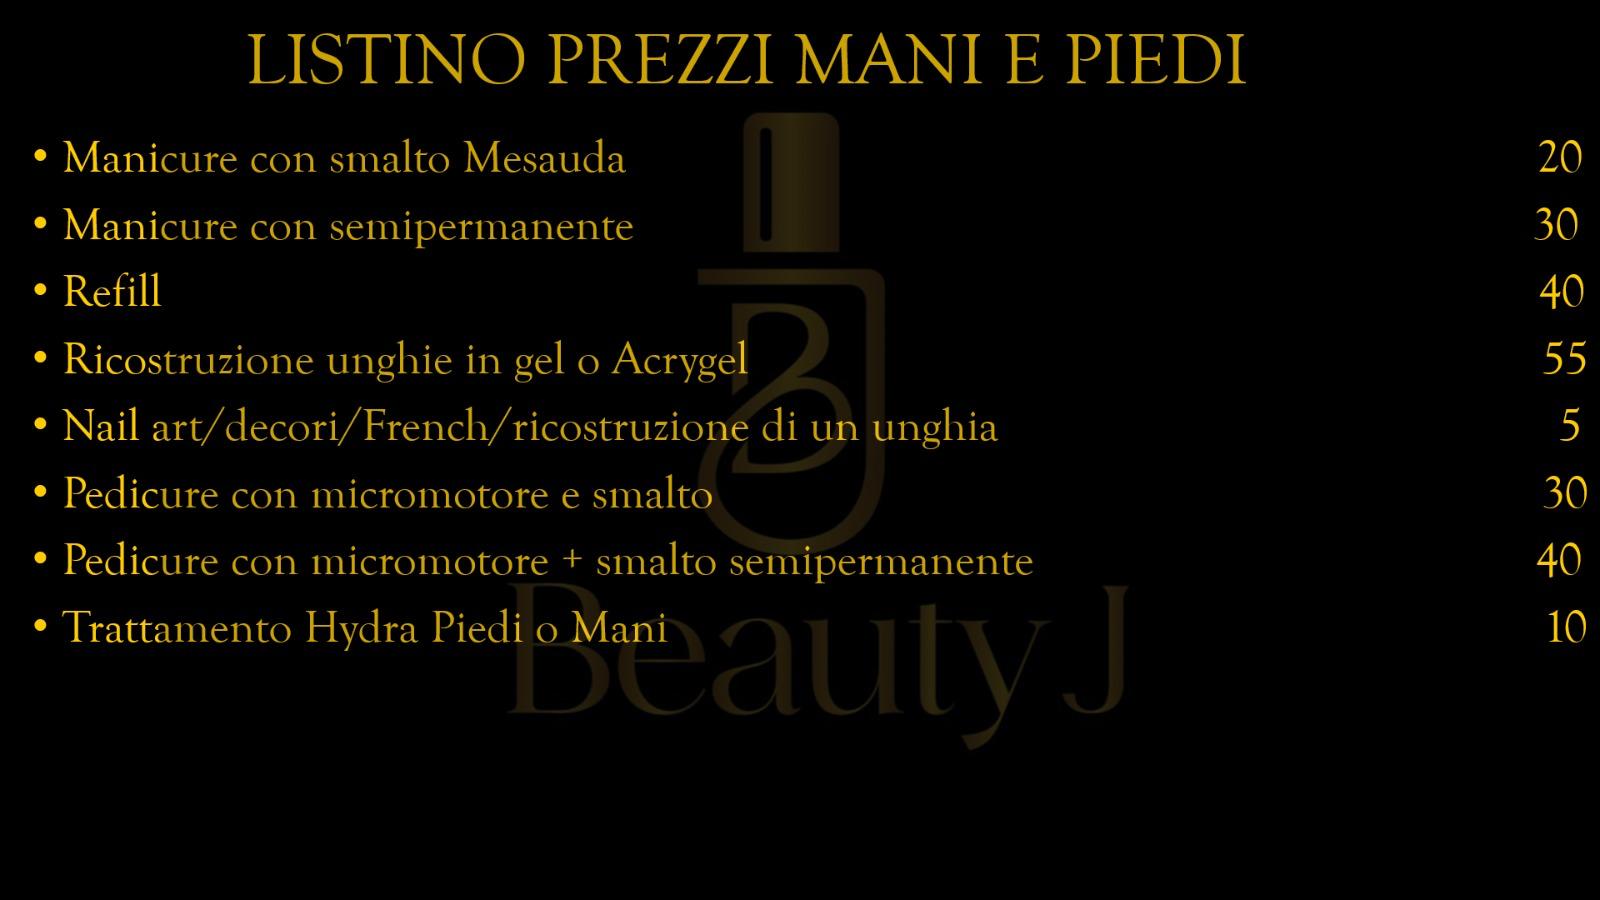 LISTINO PREZZI MANI E PIEDI
• Manicure con smalto Mesauda 20
• Manicure con semipermanente 30
• Refill 40
• Ricostruzione unghie in gel o Acrygel 55
• Nail art/decori/French/ricostruzione di un unghia 5
• Pedicure con micromotore e smalto 30
• Pedicure con micromotore + smalto semipermanente 40
• Trattamento Hydra Piedi o Mani 10
B
Beauty J